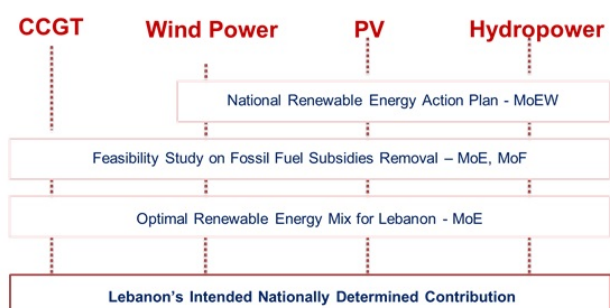 CCGT Wind Power PV Hydropower
National Renewable Energy Action Plan - MoEW
Feasibility Study on Fossil Fuel Subsidies Removal – MoE, MoF
Optimal Renewable Energy Mix for Lebanon - MoE
Lebanon's Intended Nationally Determined Contribution